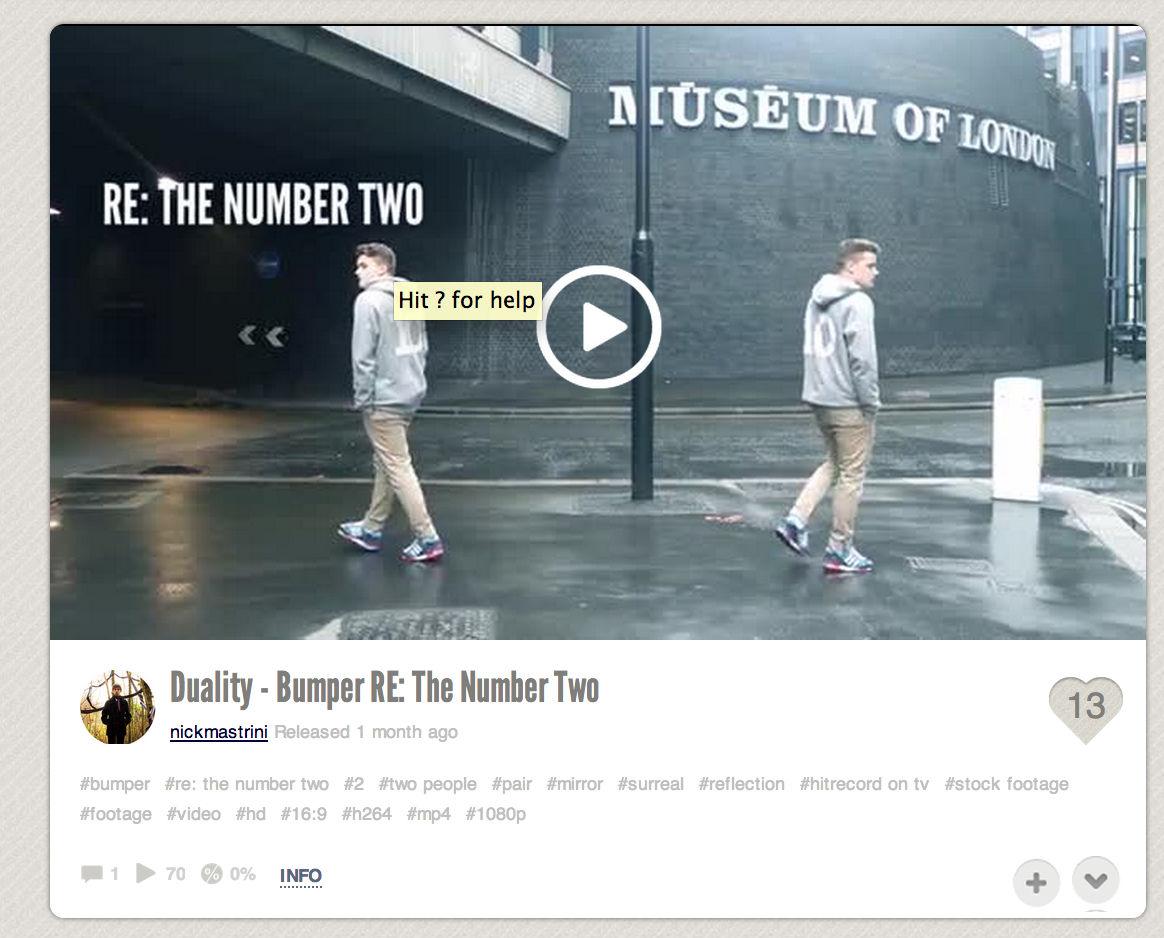 MUSEUM OF LONDON
RE: THE NUMBER TWO
Hit ? for help
10
Duality - Bumper RE: The Number Two
13
nickmastrini Released 1 month ago
#bumper #re: the number two #2 #two people #pair #mirror #surreal #reflection #hitrecord on tv #stock footage
#footage #video #hd #16:9 #h264 #mp4 #1080p
1 70 % 0% INFO